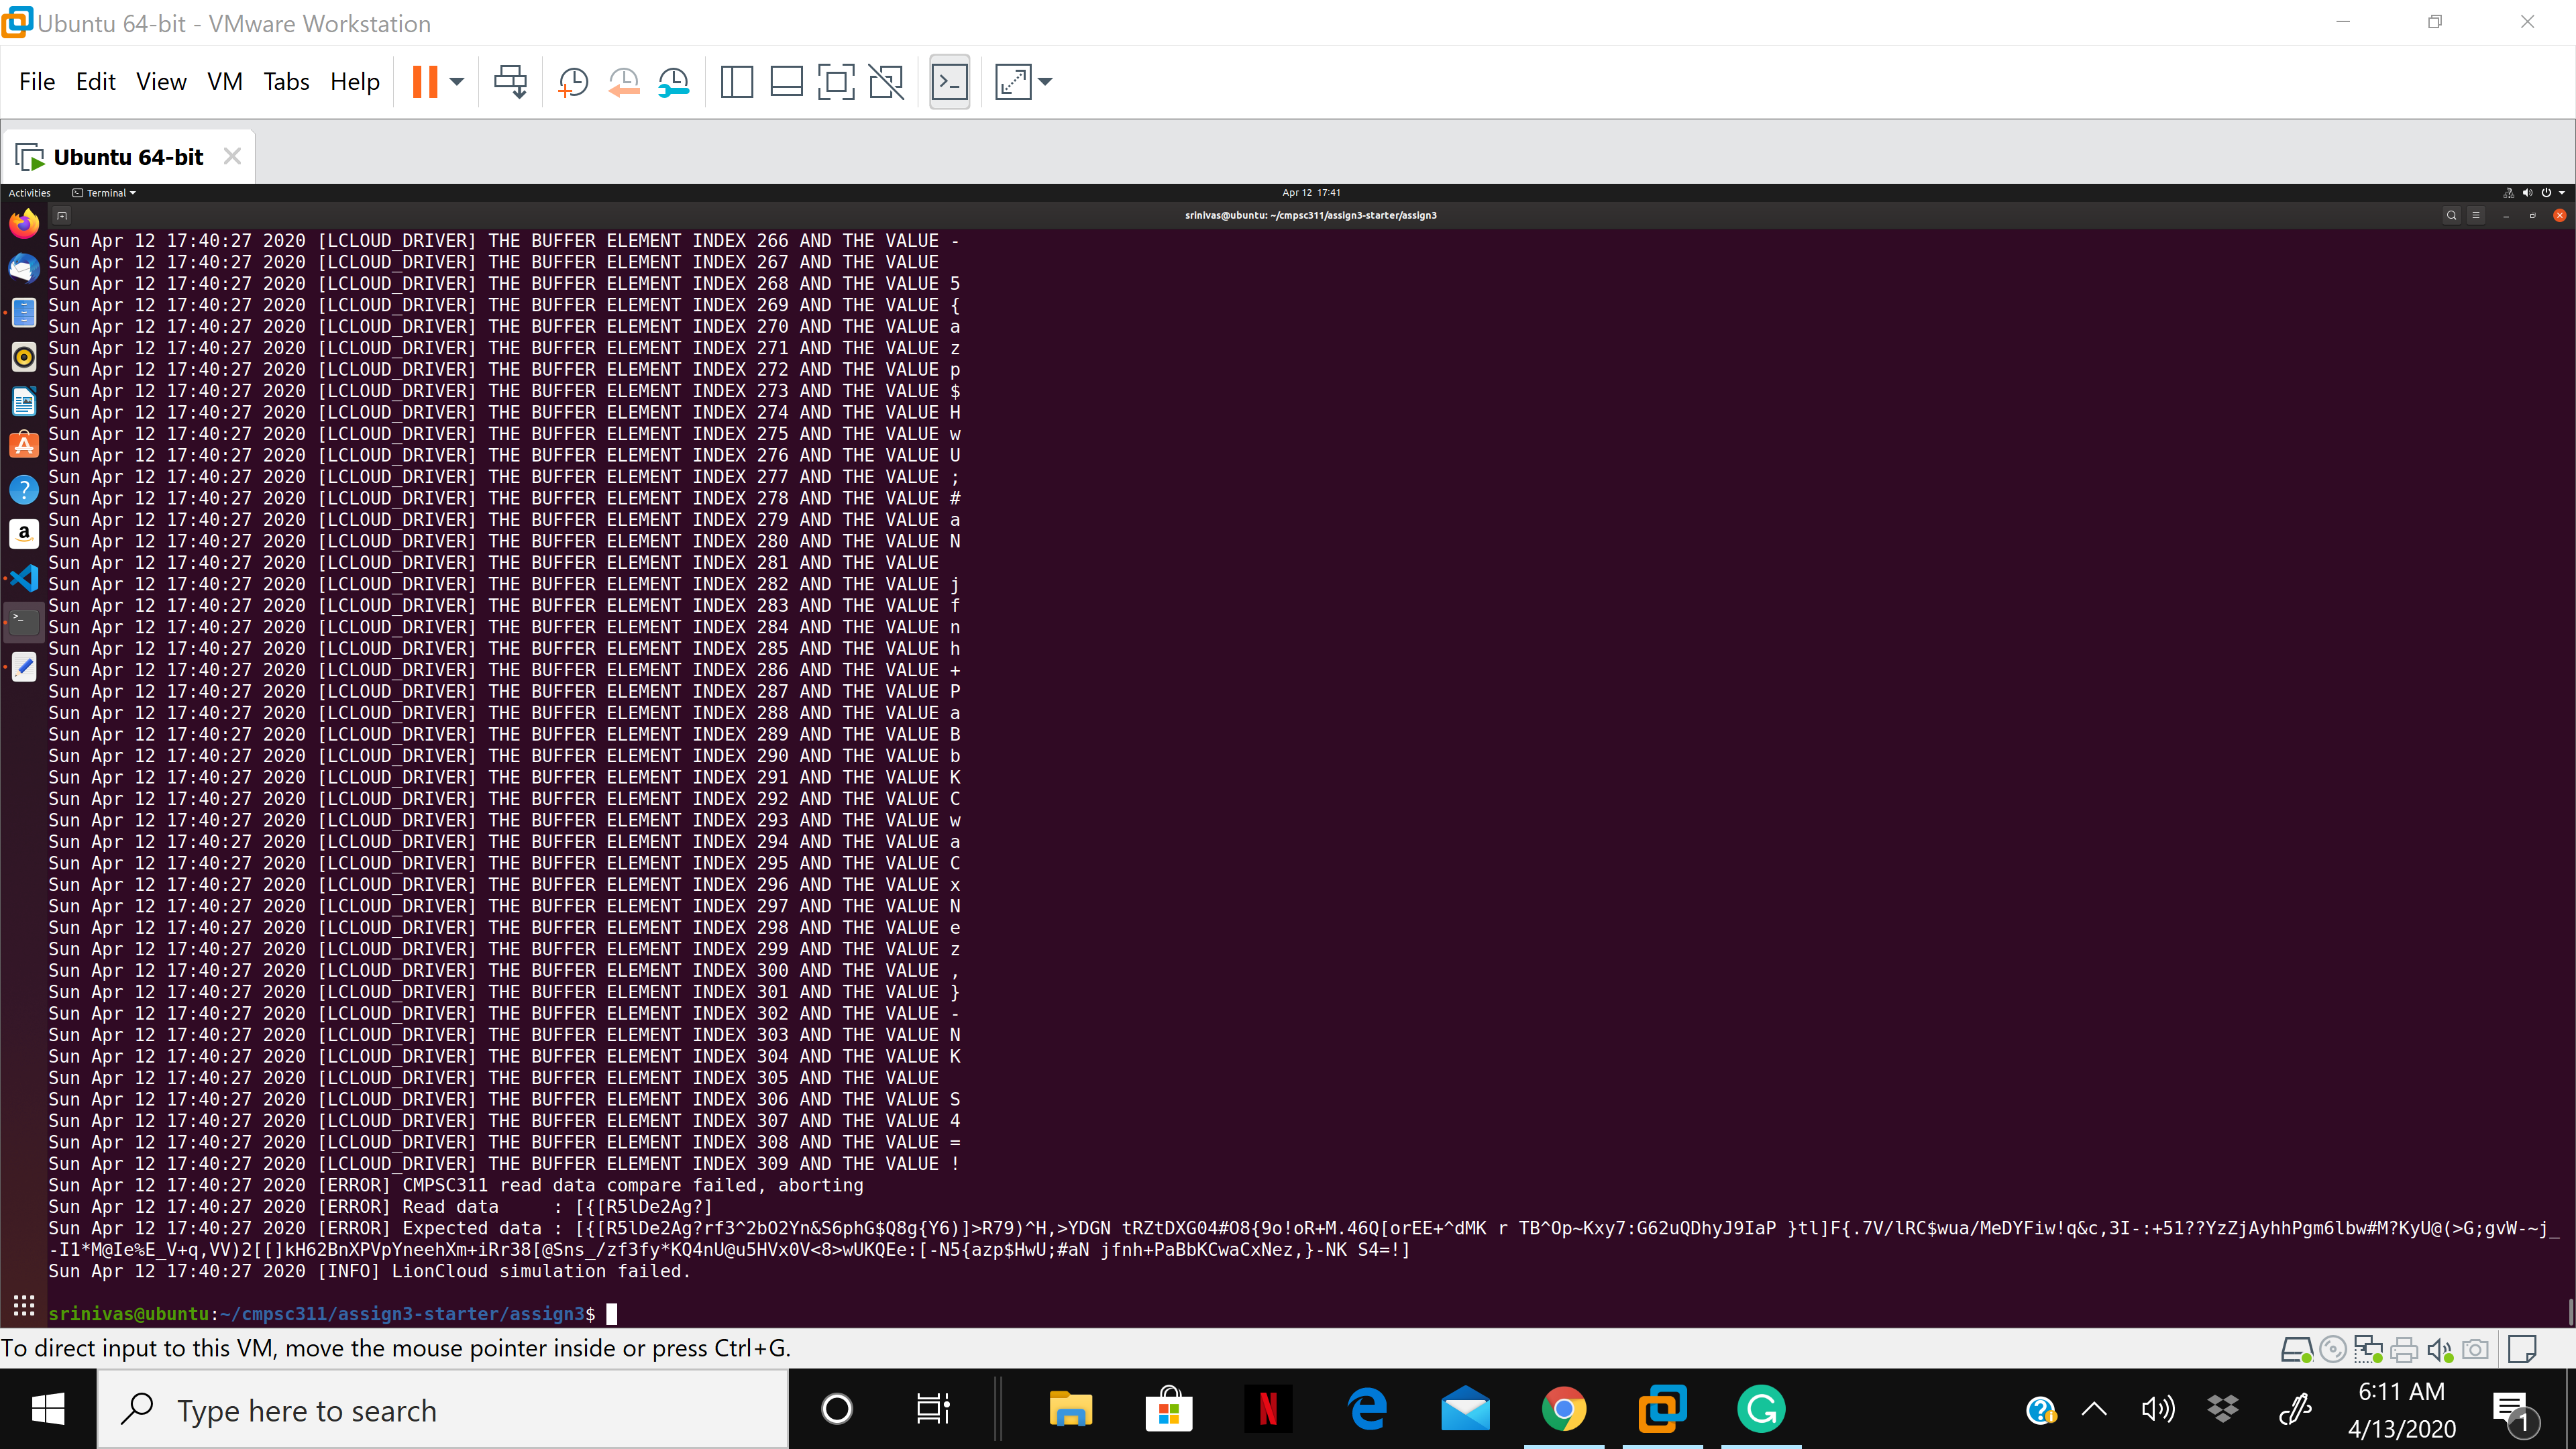 Ubuntu 64-bit - VMware Workstation
File Edit View VM Tabs Help
Ubuntu 64-bit
Activities Terminal Apr 12 17:41
srinivas@ubuntu: ~/cmpsc311/assign3-starter/assign3
Sun Apr 12 17:40:27 2020 [LCLOUD_DRIVER] THE BUFFER ELEMENT INDEX 266 AND THE VALUE -
Sun Apr 12 17:40:27 2020 [LCLOUD_DRIVER] THE BUFFER ELEMENT INDEX 267 AND THE VALUE
Sun Apr 12 17:40:27 2020 [LCLOUD_DRIVER] THE BUFFER ELEMENT INDEX 268 AND THE VALUE 5
Sun Apr 12 17:40:27 2020 [LCLOUD_DRIVER] THE BUFFER ELEMENT INDEX 269 AND THE VALUE {
Sun Apr 12 17:40:27 2020 [LCLOUD_DRIVER] THE BUFFER ELEMENT INDEX 270 AND THE VALUE a
Sun Apr 12 17:40:27 2020 [LCLOUD_DRIVER] THE BUFFER ELEMENT INDEX 271 AND THE VALUE z
Sun Apr 12 17:40:27 2020 [LCLOUD_DRIVER] THE BUFFER ELEMENT INDEX 272 AND THE VALUE p
Sun Apr 12 17:40:27 2020 [LCLOUD_DRIVER] THE BUFFER ELEMENT INDEX 273 AND THE VALUE $
Sun Apr 12 17:40:27 2020 [LCLOUD_DRIVER] THE BUFFER ELEMENT INDEX 274 AND THE VALUE H
Sun Apr 12 17:40:27 2020 [LCLOUD_DRIVER] THE BUFFER ELEMENT INDEX 275 AND THE VALUE w
Sun Apr 12 17:40:27 2020 [LCLOUD_DRIVER] THE BUFFER ELEMENT INDEX 276 AND THE VALUE U
Sun Apr 12 17:40:27 2020 [LCLOUD_DRIVER] THE BUFFER ELEMENT INDEX 277 AND THE VALUE ;
Sun Apr 12 17:40:27 2020 [LCLOUD_DRIVER] THE BUFFER ELEMENT INDEX 278 AND THE VALUE #
Sun Apr 12 17:40:27 2020 [LCLOUD_DRIVER] THE BUFFER ELEMENT INDEX 279 AND THE VALUE a
Sun Apr 12 17:40:27 2020 [LCLOUD_DRIVER] THE BUFFER ELEMENT INDEX 280 AND THE VALUE N
Sun Apr 12 17:40:27 2020 [LCLOUD_DRIVER] THE BUFFER ELEMENT INDEX 281 AND THE VALUE
Sun Apr 12 17:40:27 2020 [LCLOUD_DRIVER] THE BUFFER ELEMENT INDEX 282 AND THE VALUE j
Sun Apr 12 17:40:27 2020 [LCLOUD_DRIVER] THE BUFFER ELEMENT INDEX 283 AND THE VALUE f
Sun Apr 12 17:40:27 2020 [LCLOUD_DRIVER] THE BUFFER ELEMENT INDEX 284 AND THE VALUE n
Sun Apr 12 17:40:27 2020 [LCLOUD_DRIVER] THE BUFFER ELEMENT INDEX 285 AND THE VALUE h
Sun Apr 12 17:40:27 2020 [LCLOUD_DRIVER] THE BUFFER ELEMENT INDEX 286 AND THE VALUE +
Sun Apr 12 17:40:27 2020 [LCLOUD_DRIVER] THE BUFFER ELEMENT INDEX 287 AND THE VALUE P
Sun Apr 12 17:40:27 2020 [LCLOUD_DRIVER] THE BUFFER ELEMENT INDEX 288 AND THE VALUE a
Sun Apr 12 17:40:27 2020 [LCLOUD_DRIVER] THE BUFFER ELEMENT INDEX 289 AND THE VALUE B
Sun Apr 12 17:40:27 2020 [LCLOUD_DRIVER] THE BUFFER ELEMENT INDEX 290 AND THE VALUE b
Sun Apr 12 17:40:27 2020 [LCLOUD_DRIVER] THE BUFFER ELEMENT INDEX 291 AND THE VALUE K
Sun Apr 12 17:40:27 2020 [LCLOUD_DRIVER] THE BUFFER ELEMENT INDEX 292 AND THE VALUE C
Sun Apr 12 17:40:27 2020 [LCLOUD_DRIVER] THE BUFFER ELEMENT INDEX 293 AND THE VALUE w
Sun Apr 12 17:40:27 2020 [LCLOUD_DRIVER] THE BUFFER ELEMENT INDEX 294 AND THE VALUE a
Sun Apr 12 17:40:27 2020 [LCLOUD_DRIVER] THE BUFFER ELEMENT INDEX 295 AND THE VALUE C
Sun Apr 12 17:40:27 2020 [LCLOUD_DRIVER] THE BUFFER ELEMENT INDEX 296 AND THE VALUE x
Sun Apr 12 17:40:27 2020 [LCLOUD_DRIVER] THE BUFFER ELEMENT INDEX 297 AND THE VALUE N
Sun Apr 12 17:40:27 2020 [LCLOUD_DRIVER] THE BUFFER ELEMENT INDEX 298 AND THE VALUE e
Sun Apr 12 17:40:27 2020 [LCLOUD_DRIVER] THE BUFFER ELEMENT INDEX 299 AND THE VALUE z
Sun Apr 12 17:40:27 2020 [LCLOUD_DRIVER] THE BUFFER ELEMENT INDEX 300 AND THE VALUE ,
Sun Apr 12 17:40:27 2020 [LCLOUD_DRIVER] THE BUFFER ELEMENT INDEX 301 AND THE VALUE }
Sun Apr 12 17:40:27 2020 [LCLOUD_DRIVER] THE BUFFER ELEMENT INDEX 302 AND THE VALUE -
Sun Apr 12 17:40:27 2020 [LCLOUD_DRIVER] THE BUFFER ELEMENT INDEX 303 AND THE VALUE N
Sun Apr 12 17:40:27 2020 [LCLOUD_DRIVER] THE BUFFER ELEMENT INDEX 304 AND THE VALUE K
Sun Apr 12 17:40:27 2020 [LCLOUD_DRIVER] THE BUFFER ELEMENT INDEX 305 AND THE VALUE
Sun Apr 12 17:40:27 2020 [LCLOUD_DRIVER] THE BUFFER ELEMENT INDEX 306 AND THE VALUE S
Sun Apr 12 17:40:27 2020 [LCLOUD_DRIVER] THE BUFFER ELEMENT INDEX 307 AND THE VALUE 4
Sun Apr 12 17:40:27 2020 [LCLOUD_DRIVER] THE BUFFER ELEMENT INDEX 308 AND THE VALUE =
Sun Apr 12 17:40:27 2020 [LCLOUD_DRIVER] THE BUFFER ELEMENT INDEX 309 AND THE VALUE !
Sun Apr 12 17:40:27 2020 [ERROR] CMPSC311 read data compare failed, aborting
Sun Apr 12 17:40:27 2020 [ERROR] Read data     : [{[R5lDe2Ag?]
Sun Apr 12 17:40:27 2020 [ERROR] Expected data : [{[R5lDe2Ag?rf3^2bO2Yn&S6phG$Q8g{Y6)]>R79)^H,>YDGN tRZtDXG04#O8{9o!oR+M.46Q[orEE+^dMK r TB^Op~Kxy7:G62uQDhyJ9IaP }tl]F{.7V/lRC$wua/MeDYFiw!q&c,3I-:+51??YzZjAyhhPgm6lbw#M?KyU@(>G;gvW-~j_
-I1*M@Ie%E_V+q,VV)2[[]kH62BnXPVpYneehXm+iRr38[@Sns_/zf3fy*KQ4nU@u5HVx0V<8>wUKQEe:[-N5{azp$HwU;#aN jfnh+PaBbKCwaCxNez,}-NK S4=!]
Sun Apr 12 17:40:27 2020 [INFO] LionCloud simulation failed.
srinivas@ubuntu:~/cmpsc311/assign3-starter/assign3$
To direct input to this VM, move the mouse pointer inside or press Ctrl+G.
Type here to search
6:11 AM
4/13/2020
1